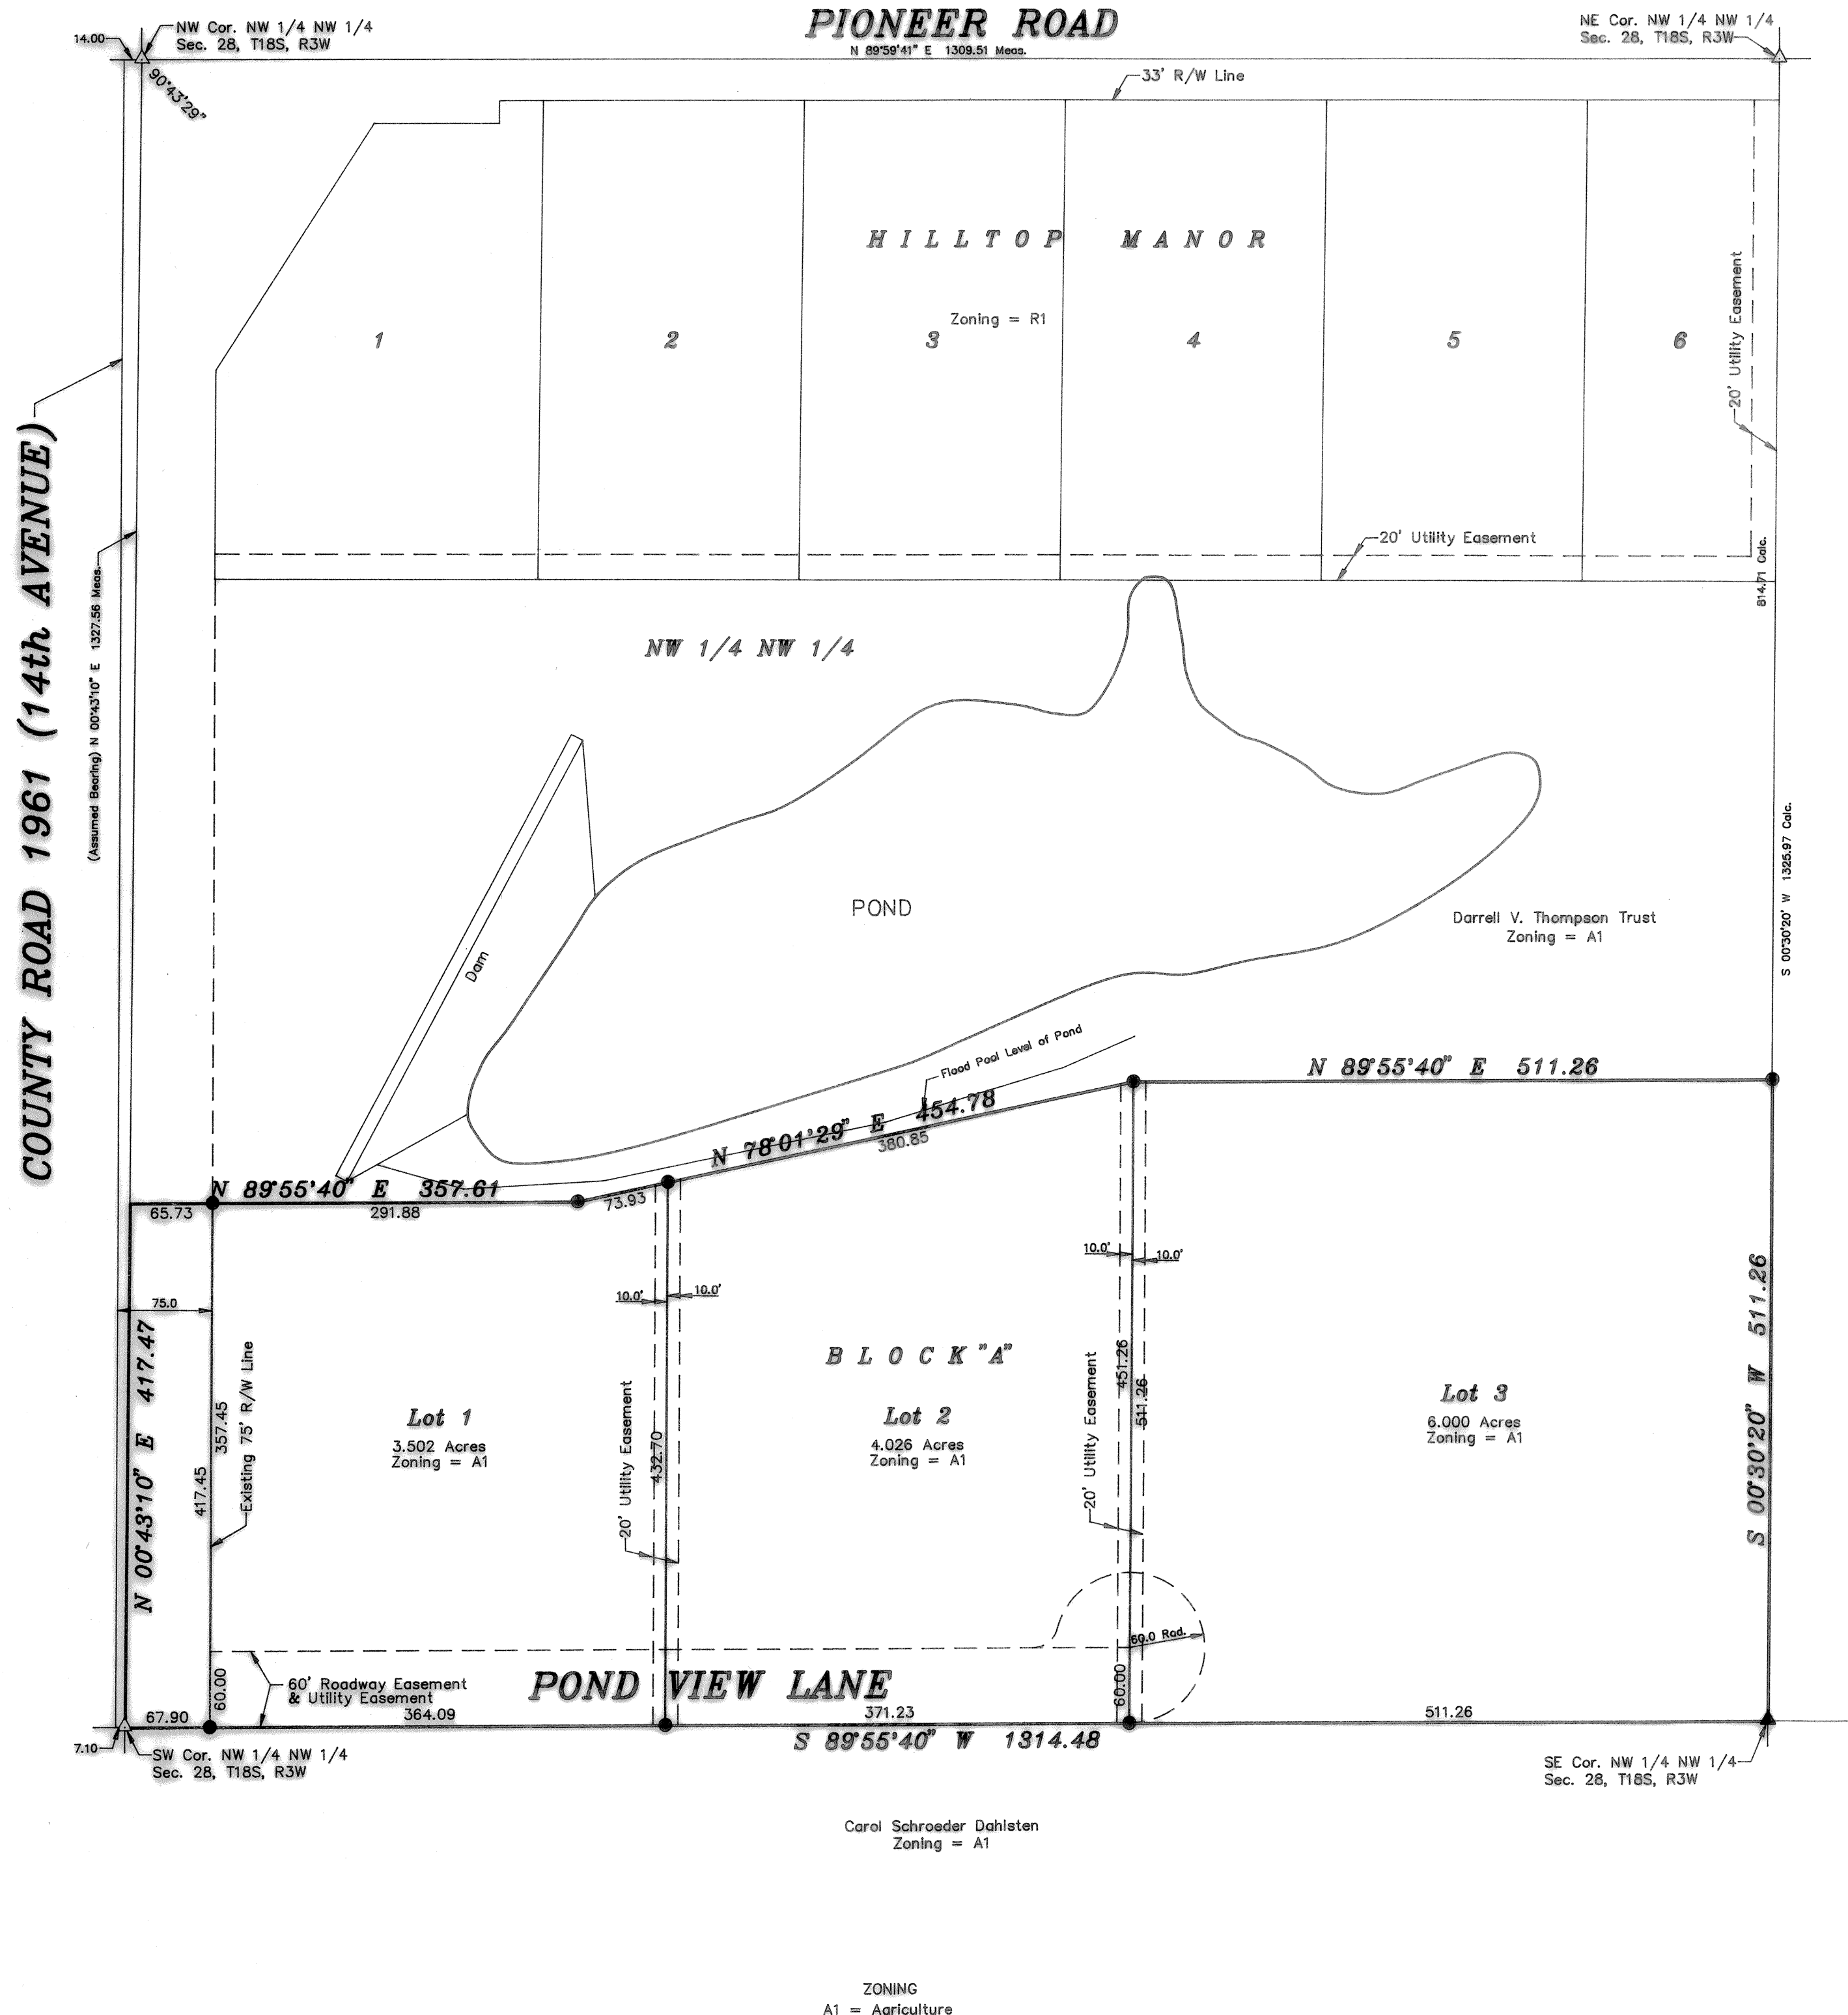 PIONEER ROAD
N 89°59'41" E 1309.51 Meas.
14.00
NW Cor. NW 1/4 NW 1/4
Sec. 28, T18S, R3W
NE Cor. NW 1/4 NW 1/4
Sec. 28, T18S, R3W
90°43'29"
33' R/W Line
HILLTOP MANOR
Zoning = R1
1
2
3
4
5
6
20' Utility Easement
20' Utility Easement
814.71 Calc.
COUNTY ROAD 1961 (14th AVENUE)
(Assumed Bearing) N 00°43'10" E 1327.56 Meas.
NW 1/4 NW 1/4
S 00°30'20" W 1325.97 Calc.
POND
Darrell V. Thompson Trust
Zoning = A1
Dam
Flood Pool Level of Pond
N 89°55'40" E 511.26
N 78°01'29" E 454.78
380.85
N 89°55'40" E 357.61
65.73
291.88
73.93
10.0'
10.0'
10.0'
10.0'
75.0
N 00°43'10" E 417.47
357.45
417.45
Existing 75' R/W Line
BLOCK "A"
Lot 1
3.502 Acres
Zoning = A1
20' Utility Easement
432.70
Lot 2
4.026 Acres
Zoning = A1
20' Utility Easement
451.26
511.26
Lot 3
6.000 Acres
Zoning = A1
S 00°30'20" W 511.26
60.0 Rad.
60.00
60' Roadway Easement
& Utility Easement
POND VIEW LANE
60.00
67.90
364.09
371.23
511.26
S 89°55'40" W 1314.48
7.10
SW Cor. NW 1/4 NW 1/4
Sec. 28, T18S, R3W
SE Cor. NW 1/4 NW 1/4
Sec. 28, T18S, R3W
Carol Schroeder Dahlsten
Zoning = A1
ZONING
A1 = Agriculture